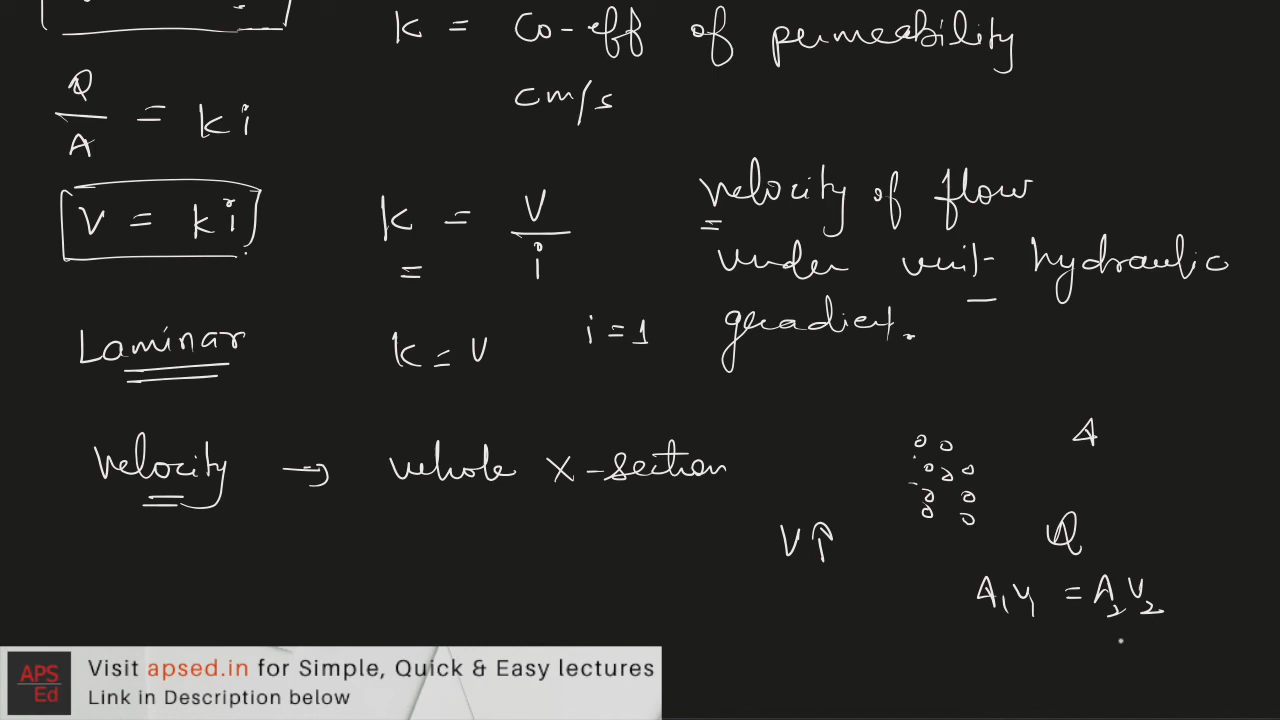 k = Co-eff of permeability
cm/s
Q/A = ki
V = ki
k = V/i
velocity of flow
under unit hydraulic
gradient.
Laminar
k = V
i = 1
velocity → whole X-section
A
V↑
Q
A₁V₁ = A₂V₂
APS
Ed
Visit apsed.in for Simple, Quick & Easy lectures
Link in Description below